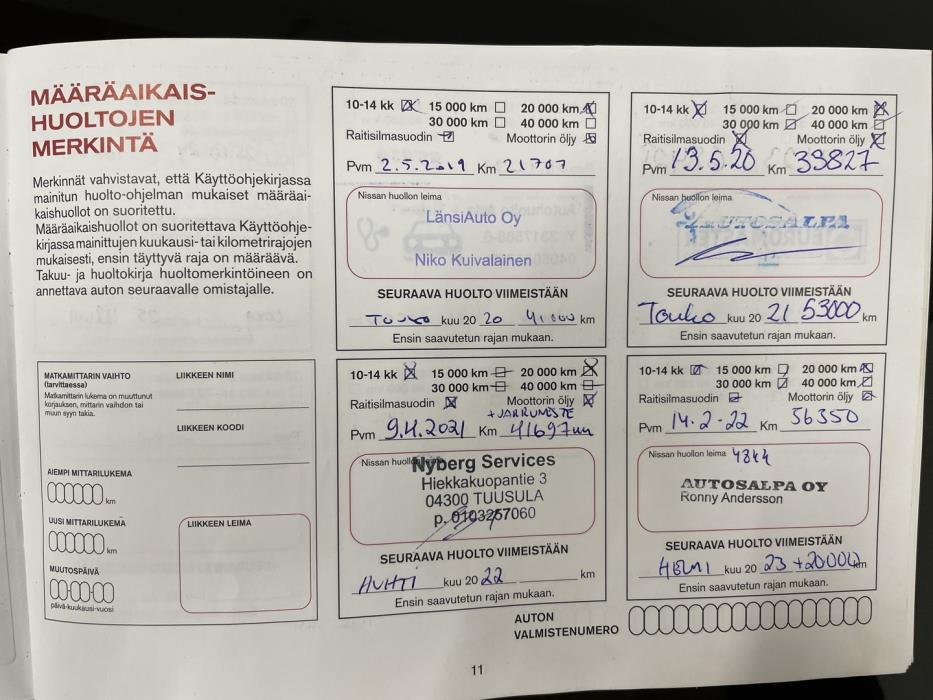 MÄÄRÄAIKAIS-
HUOLTOJEN
MERKINTÄ
Merkinnät vahvistavat, että Käyttöohjekirjassa
mainitun huolto-ohjelman mukaiset määräai-
kaishuollot on suoritettu.
Määräaikaishuollot on suoritettava Käyttöohje-
kirjassa mainittujen kuukausi- tai kilometrirajojen
mukaisesti, ensin täyttyvä raja on määräävä.
Takuu- ja huoltokirja huoltomerkintöineen on
annettava auton seuraavalle omistajalle.
10-14 kk 15 000 km 20 000 km
30 000 km 40 000 km
Raitisilmasuodin Moottorin öljy
Pvm 2.5.2019 Km 21707
Nissan huollon leima
LänsiAuto Oy
Niko Kuivalainen
SEURAAVA HUOLTO VIIMEISTÄÄN
Touko kuu 20 20 41000 km
Ensin saavutetun rajan mukaan.
10-14 kk 15 000 km 20 000 km
30 000 km 40 000 km
Raitisilmasuodin Moottorin öljy
Pvm 13.5.20 Km 33827
Nissan huollon leima
AUTOSALPA
SEURAAVA HUOLTO VIIMEISTÄÄN
Touko kuu 20 21 53000 km
Ensin saavutetun rajan mukaan.
MATKAMITTARIN VAIHTO
(tarvittaessa)
Matkamittarin lukema on muuttunut
korjauksen, mittarin vaihdon tai
muun syyn takia.
LIIKKEEN NIMI
LIIKKEEN KOODI
AIEMPI MITTARILUKEMA
km
UUSI MITTARILUKEMA
km
MUUTOSPÄIVÄ
päivä-kuukausi-vuosi
LIIKKEEN LEIMA
10-14 kk 15 000 km 20 000 km
30 000 km 40 000 km
Raitisilmasuodin Moottorin öljy
+ JARRUNESTE
Pvm 9.4.2021 Km 41697
Nissan huollon leima
Nyberg Services
Hiekkakuopantie 3
04300 TUUSULA
p. 0103257060
SEURAAVA HUOLTO VIIMEISTÄÄN
HUHTI kuu 20 22 km
Ensin saavutetun rajan mukaan.
10-14 kk 15 000 km 20 000 km
30 000 km 40 000 km
Raitisilmasuodin Moottorin öljy
Pvm 14.2-22 Km 56350
Nissan huollon leima
AUTOSALPA OY
Ronny Andersson
SEURAAVA HUOLTO VIIMEISTÄÄN
HELMI kuu 20 23 +20000 km
Ensin saavutetun rajan mukaan.
AUTON
VALMISTENUMERO
11